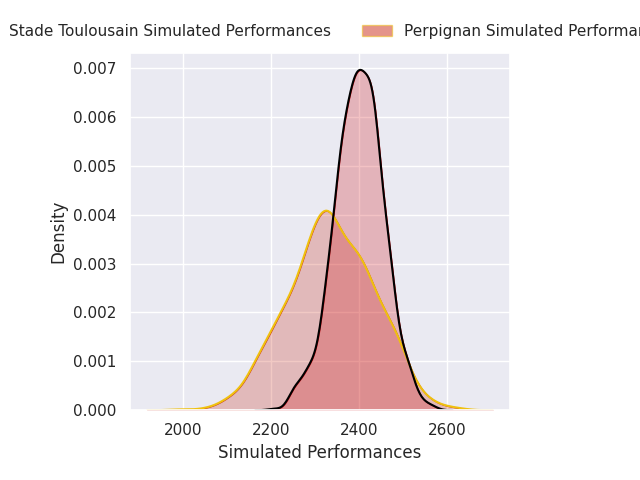 Stade Toulousain Simulated Performances
Perpignan Simulated
0.007
0.006
0.005
0.004
0.003
0.002
0.001
0.000
Density
2000 2200 2400 2600
Simulated Performances